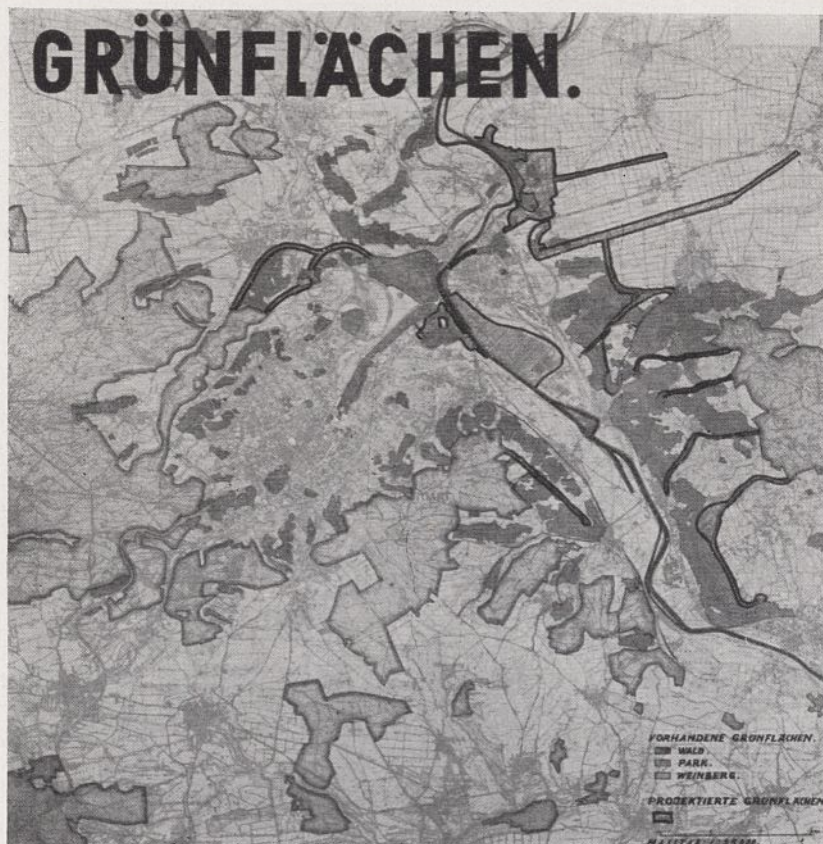 GRÜNFLÄCHEN.
VORHANDENE GRÜNFLÄCHEN.
WALD.
PARK.
WEINBERG.
PROJEKTIERTE GRÜNFLÄCHEN